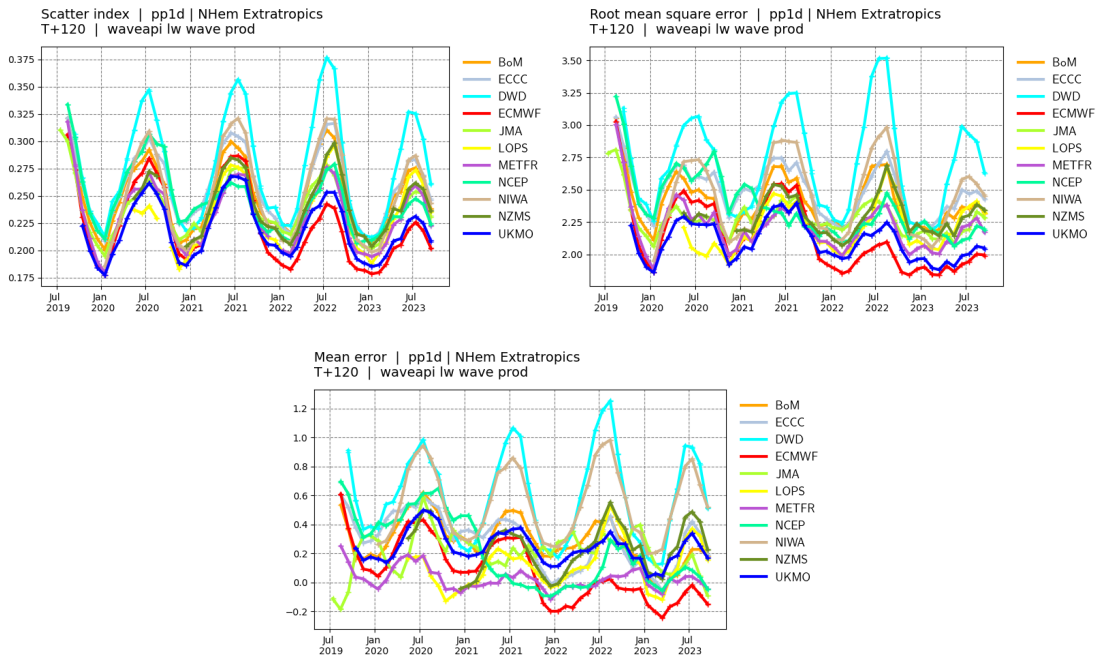 Scatter index | pp1d | NHem Extratropics
T+120 | waveapi lw wave prod
0.375
0.350
0.325
0.300
0.275
0.250
0.225
0.200
0.175
Jul
2019
Jan
2020
Jul
2020
Jan
2021
Jul
2021
Jan
2022
Jul
2022
Jan
2023
Jul
2023
BoM
ECCC
DWD
ECMWF
JMA
LOPS
METFR
NCEP
NIWA
NZMS
UKMO
Root mean square error | pp1d | NHem Extratropics
T+120 | waveapi lw wave prod
3.50
3.25
3.00
2.75
2.50
2.25
2.00
Jul
2019
Jan
2020
Jul
2020
Jan
2021
Jul
2021
Jan
2022
Jul
2022
Jan
2023
Jul
2023
BoM
ECCC
DWD
ECMWF
JMA
LOPS
METFR
NCEP
NIWA
NZMS
UKMO
Mean error | pp1d | NHem Extratropics
T+120 | waveapi lw wave prod
1.2
1.0
0.8
0.6
0.4
0.2
0.0
−0.2
Jul
2019
Jan
2020
Jul
2020
Jan
2021
Jul
2021
Jan
2022
Jul
2022
Jan
2023
Jul
2023
BoM
ECCC
DWD
ECMWF
JMA
LOPS
METFR
NCEP
NIWA
NZMS
UKMO